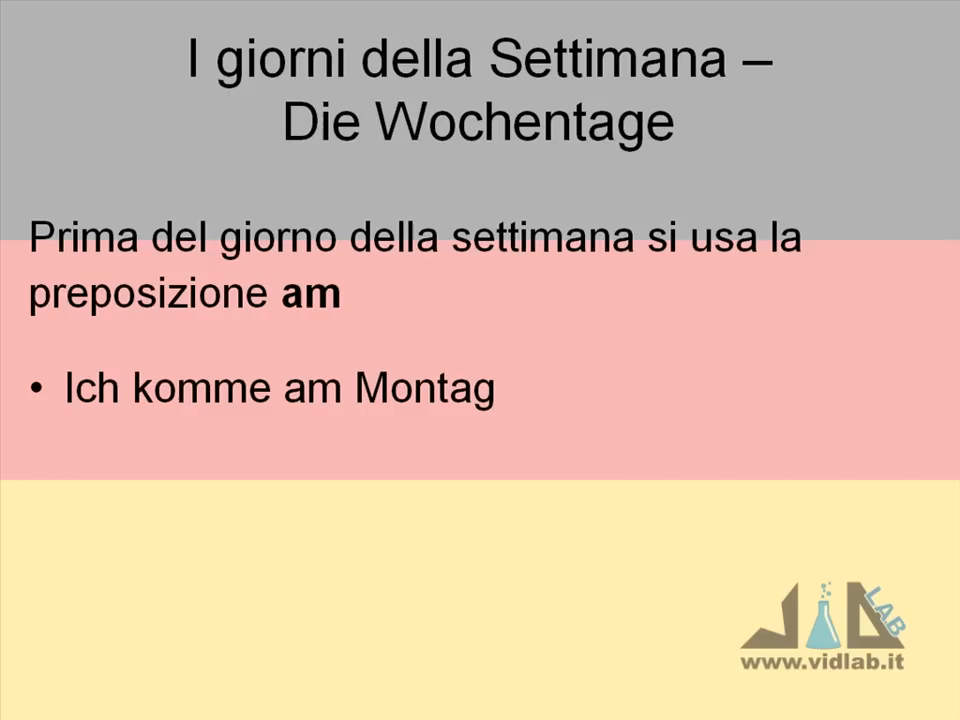 I giorni della Settimana –
Die Wochentage
Prima del giorno della settimana si usa la
preposizione am
• Ich komme am Montag
LAB
www.vidlab.it